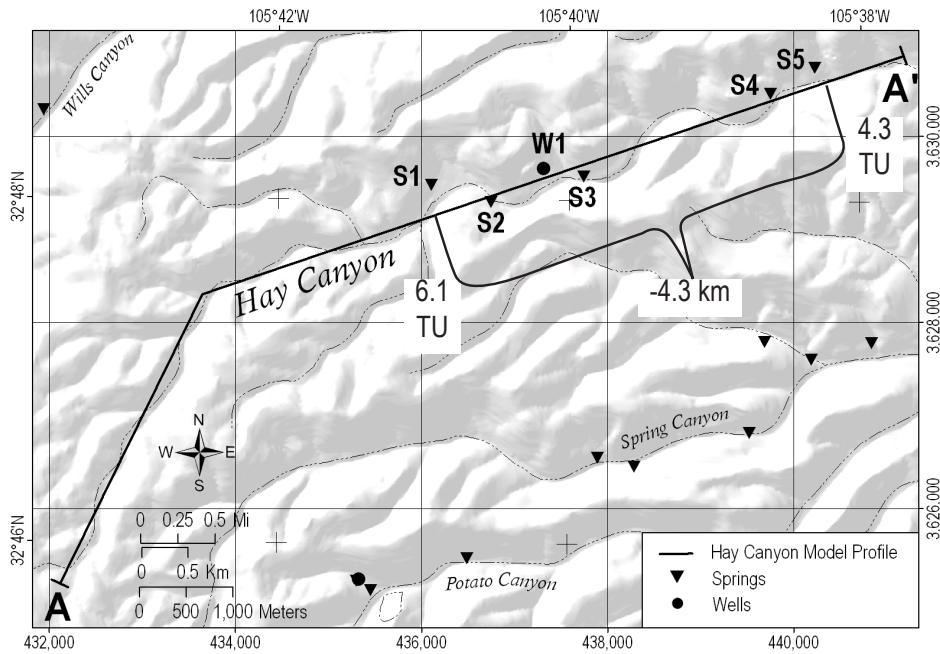 105°42'W
105°40'W
105°38'W
Wills Canyon
S5
S4
A'
4.3
TU
3,630,000
W1
S1
S3
S2
32°48'N
Hay Canyon
6.1
TU
-4.3 km
3,628,000
Spring Canyon
N
W
E
S
0 0.25 0.5 Mi
0 0.5 Km
0 500 1,000 Meters
32°46'N
3,626,000
A
Potato Canyon
Hay Canyon Model Profile
Springs
Wells
432,000
434,000
436,000
438,000
440,000